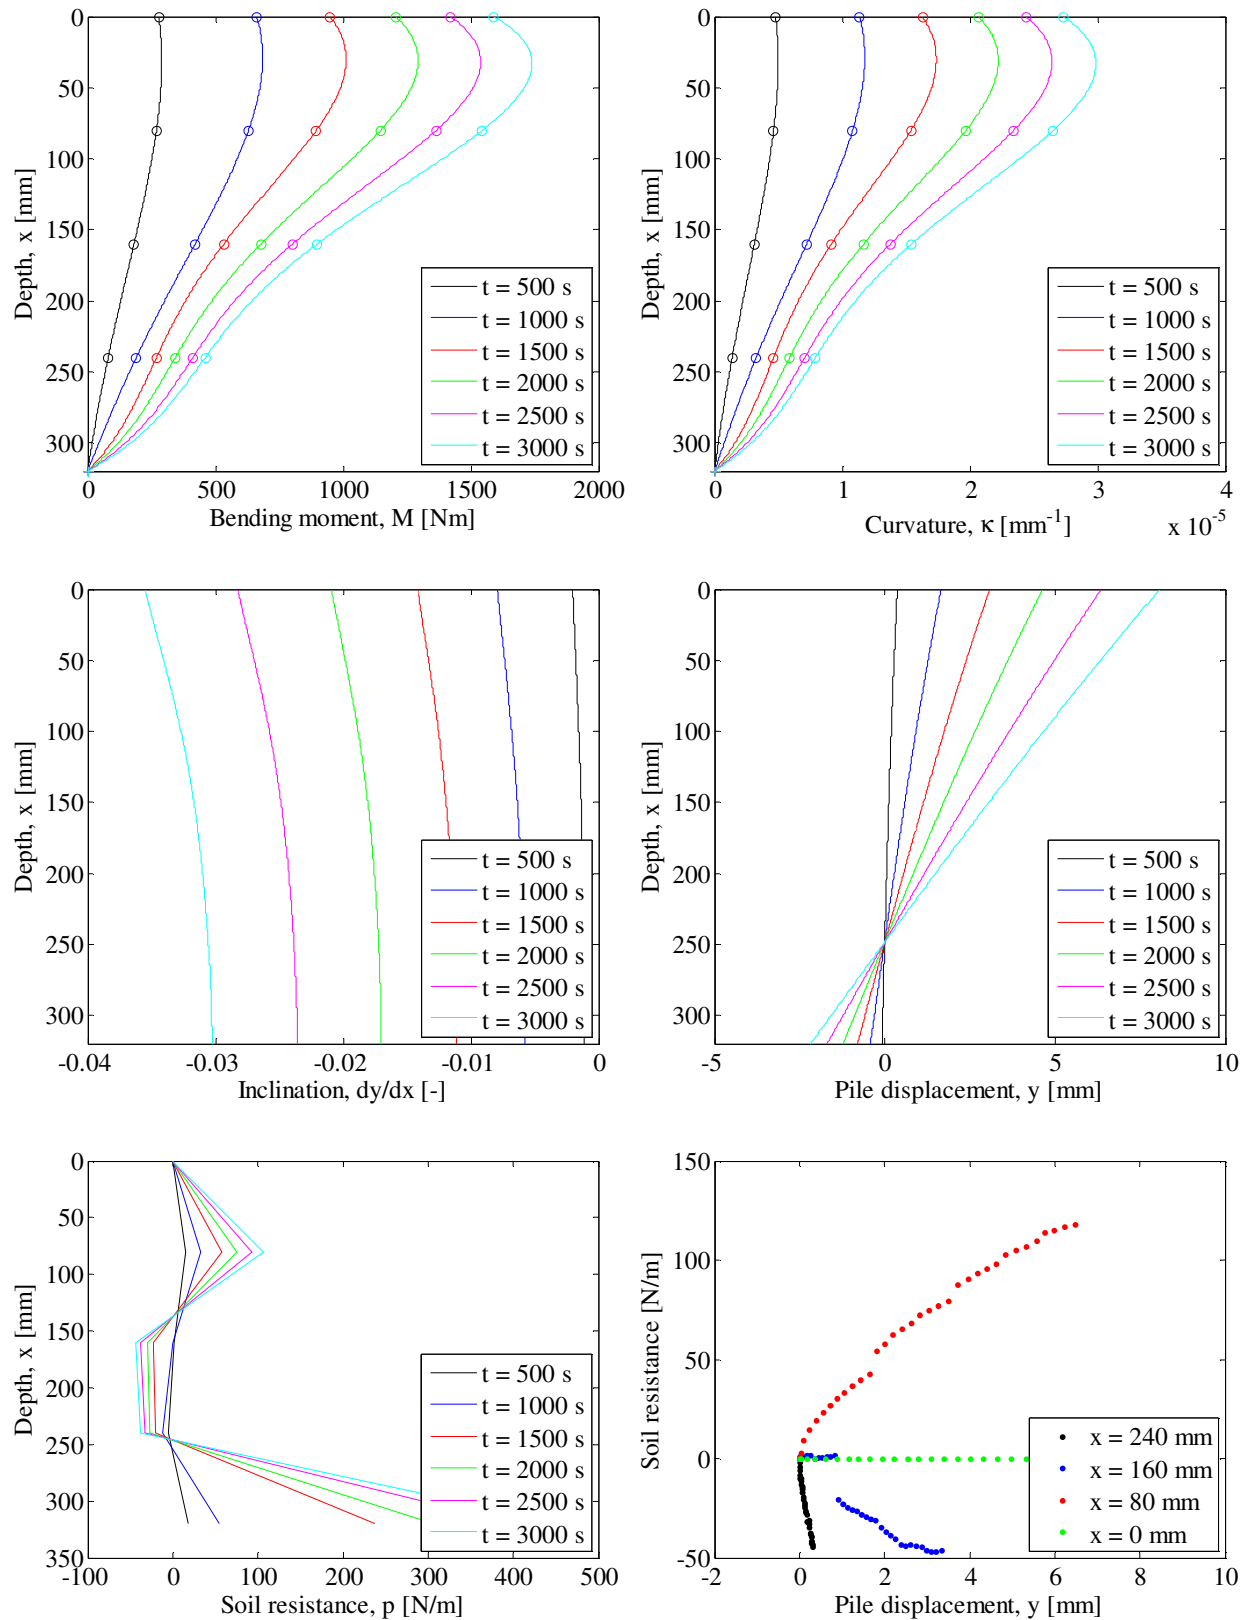 0
50
100
150
200
250
300
Depth, x [mm]
0 500 1000 1500 2000
Bending moment, M [Nm]
t = 500 s
t = 1000 s
t = 1500 s
t = 2000 s
t = 2500 s
t = 3000 s
0
50
100
150
200
250
300
Depth, x [mm]
0 1 2 3 4
x 10^-5
Curvature, κ [mm^-1]
t = 500 s
t = 1000 s
t = 1500 s
t = 2000 s
t = 2500 s
t = 3000 s
0
50
100
150
200
250
300
Depth, x [mm]
-0.04 -0.03 -0.02 -0.01 0
Inclination, dy/dx [-]
t = 500 s
t = 1000 s
t = 1500 s
t = 2000 s
t = 2500 s
t = 3000 s
0
50
100
150
200
250
300
Depth, x [mm]
-5 0 5 10
Pile displacement, y [mm]
t = 500 s
t = 1000 s
t = 1500 s
t = 2000 s
t = 2500 s
t = 3000 s
0
50
100
150
200
250
300
350
Depth, x [mm]
-100 0 100 200 300 400 500
Soil resistance, p [N/m]
t = 500 s
t = 1000 s
t = 1500 s
t = 2000 s
t = 2500 s
t = 3000 s
150
100
50
0
-50
Soil resistance [N/m]
-2 0 2 4 6 8 10
Pile displacement, y [mm]
x = 240 mm
x = 160 mm
x = 80 mm
x = 0 mm